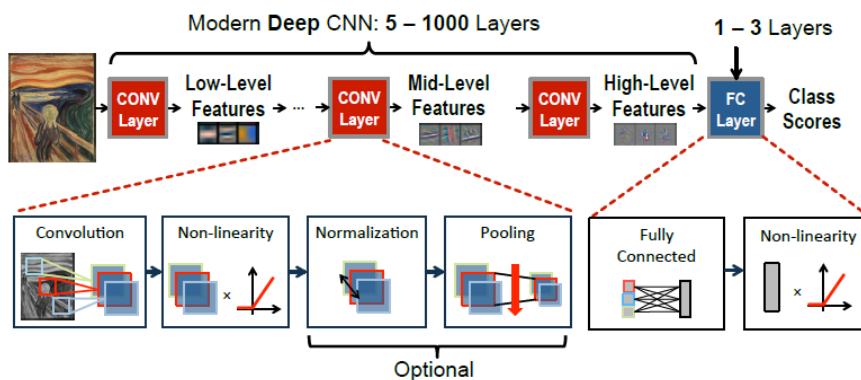 Modern Deep CNN: 5 – 1000 Layers
1 – 3 Layers
CONV
Layer
Low-Level
Features
...
CONV
Layer
Mid-Level
Features
CONV
Layer
High-Level
Features
FC
Layer
Class
Scores
Convolution
Non-linearity
×
Normalization
Pooling
Fully
Connected
Non-linearity
×
Optional